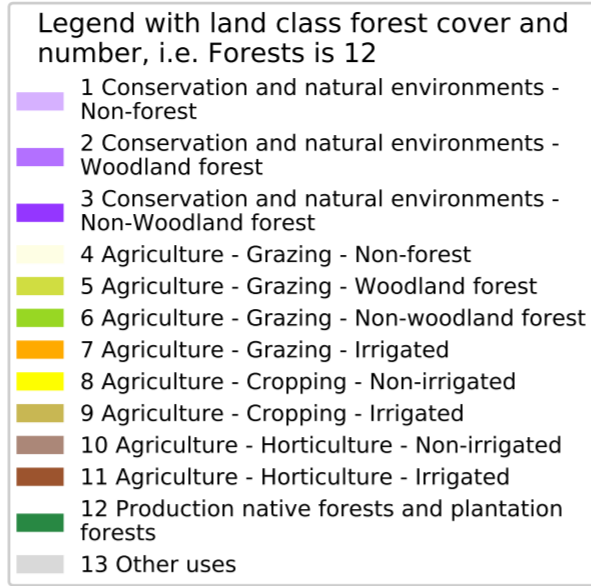 Legend with land class forest cover and
number, i.e. Forests is 12
1 Conservation and natural environments -
Non-forest
2 Conservation and natural environments -
Woodland forest
3 Conservation and natural environments -
Non-Woodland forest
4 Agriculture - Grazing - Non-forest
5 Agriculture - Grazing - Woodland forest
6 Agriculture - Grazing - Non-woodland forest
7 Agriculture - Grazing - Irrigated
8 Agriculture - Cropping - Non-irrigated
9 Agriculture - Cropping - Irrigated
10 Agriculture - Horticulture - Non-irrigated
11 Agriculture - Horticulture - Irrigated
12 Production native forests and plantation
forests
13 Other uses